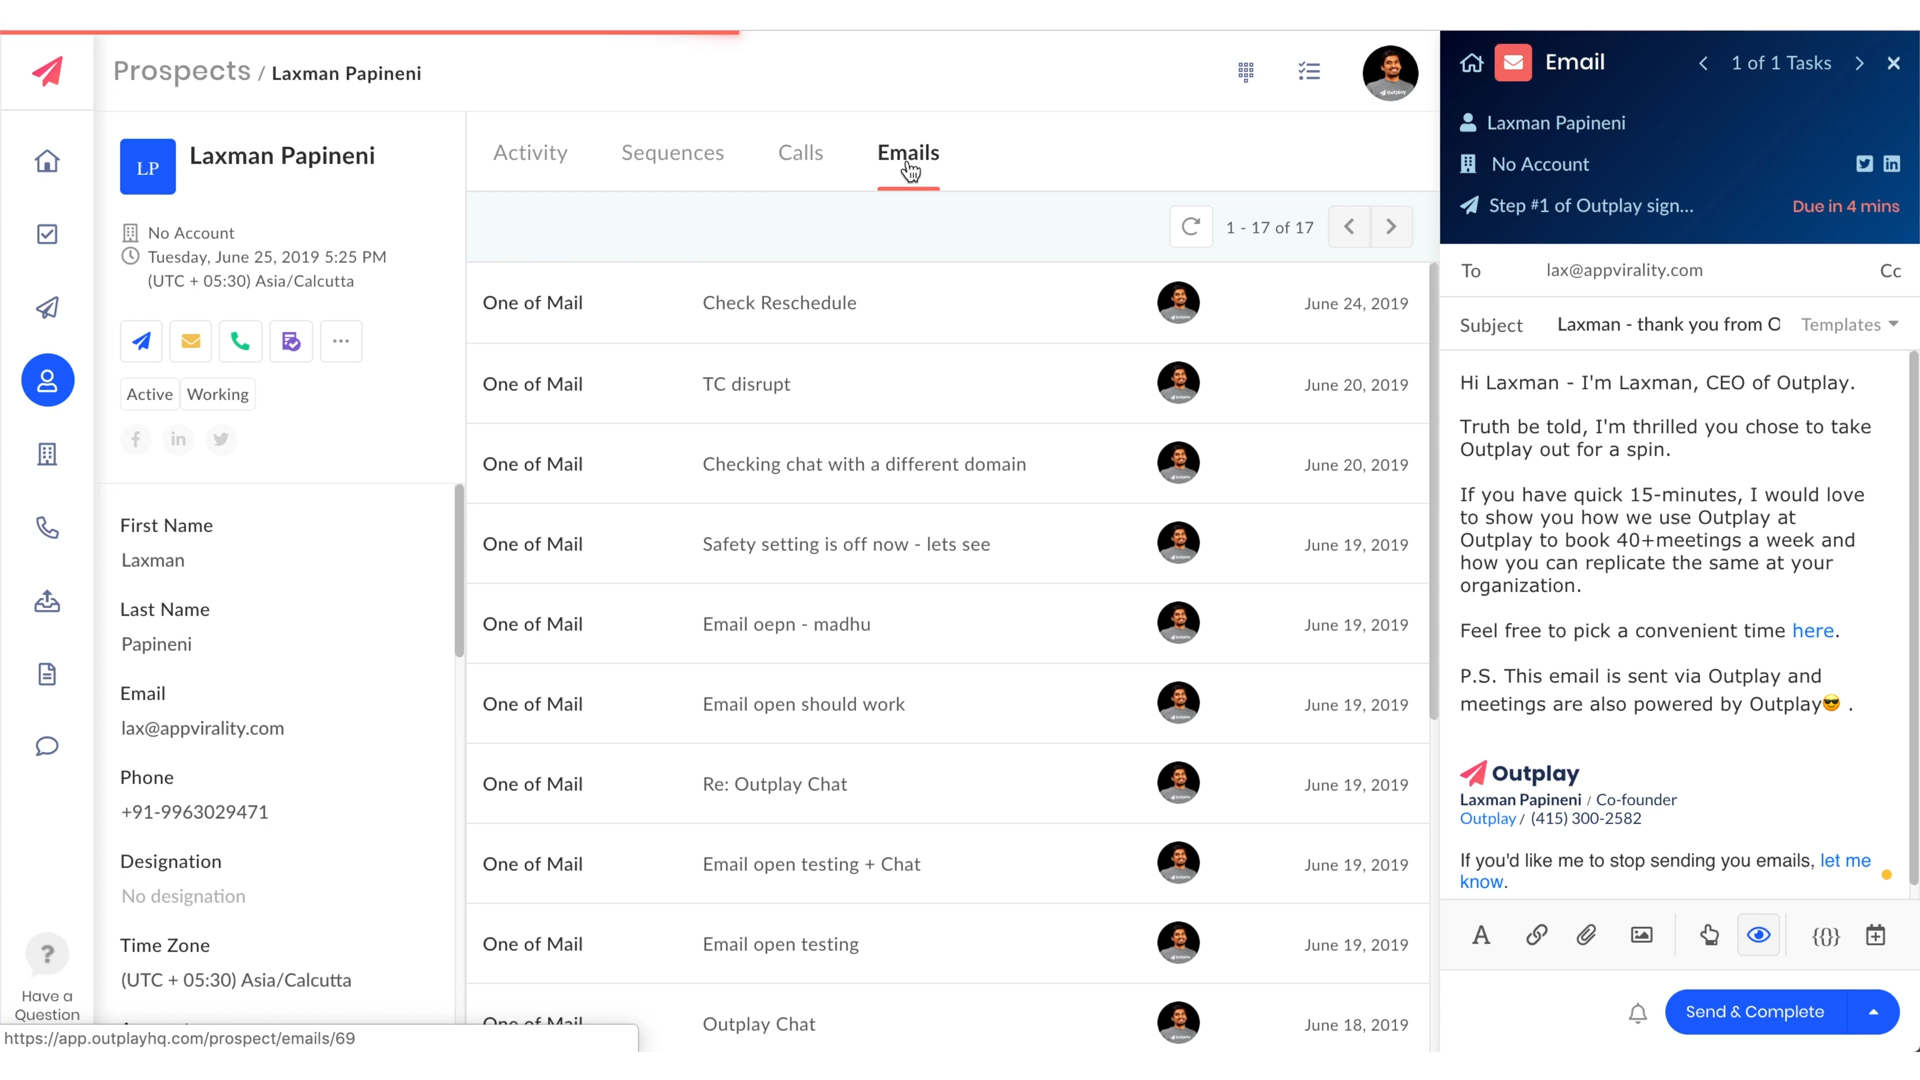 Prospects / Laxman Papineni
LP
Laxman Papineni
No Account
Tuesday, June 25, 2019 5:25 PM
(UTC + 05:30) Asia/Calcutta
Active
Working
First Name
Laxman
Last Name
Papineni
Email
lax@appvirality.com
Phone
+91-9963029471
Designation
No designation
Time Zone
(UTC + 05:30) Asia/Calcutta
?
Have a
Question
https://app.outplayhq.com/prospect/emails/69
Activity
Sequences
Calls
Emails
1 - 17 of 17
One of Mail Check Reschedule June 24, 2019
One of Mail TC disrupt June 20, 2019
One of Mail Checking chat with a different domain June 20, 2019
One of Mail Safety setting is off now - lets see June 19, 2019
One of Mail Email oepn - madhu June 19, 2019
One of Mail Email open should work June 19, 2019
One of Mail Re: Outplay Chat June 19, 2019
One of Mail Email open testing + Chat June 19, 2019
One of Mail Email open testing June 19, 2019
One of Mail Outplay Chat June 18, 2019
Email
1 of 1 Tasks
Laxman Papineni
No Account
Step #1 of Outplay sign...
Due in 4 mins
To lax@appvirality.com Cc
Subject Laxman - thank you from O Templates
Hi Laxman - I'm Laxman, CEO of Outplay.
Truth be told, I'm thrilled you chose to take
Outplay out for a spin.
If you have quick 15-minutes, I would love
to show you how we use Outplay at
Outplay to book 40+meetings a week and
how you can replicate the same at your
organization.
Feel free to pick a convenient time here.
P.S. This email is sent via Outplay and
meetings are also powered by Outplay😎 .
Outplay
Laxman Papineni / Co-founder
Outplay / (415) 300-2582
If you'd like me to stop sending you emails, let me
know.
A
{{}}
Send & Complete